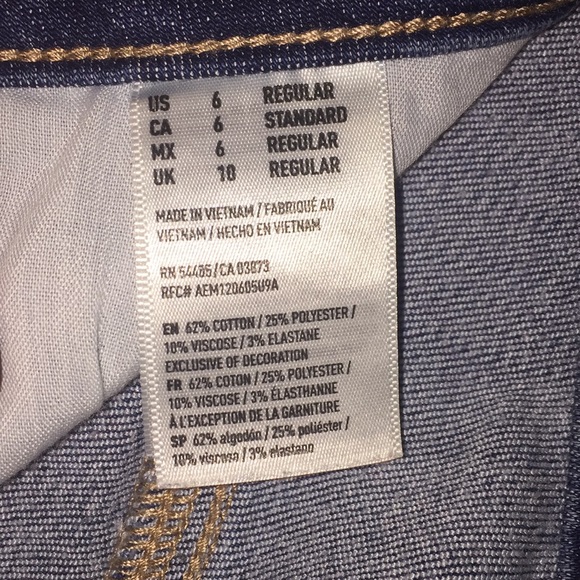 US 6 REGULAR
CA 6 STANDARD
MX 6 REGULAR
UK 10 REGULAR
MADE IN VIETNAM / FABRIQUÉ AU
VIETNAM / HECHO EN VIETNAM
RN 54485/CA 03873
RFC# AEM120605U9A
EN 62% COTTON / 25% POLYESTER /
10% VISCOSE / 3% ELASTANE
EXCLUSIVE OF DECORATION
FR 62% COTON / 25% POLYESTER /
10% VISCOSE / 3% ÉLASTHANNE
À L'EXCEPTION DE LA GARNITURE
SP 62% algodón / 25% poliéster /
10% viscosa / 3% elastano